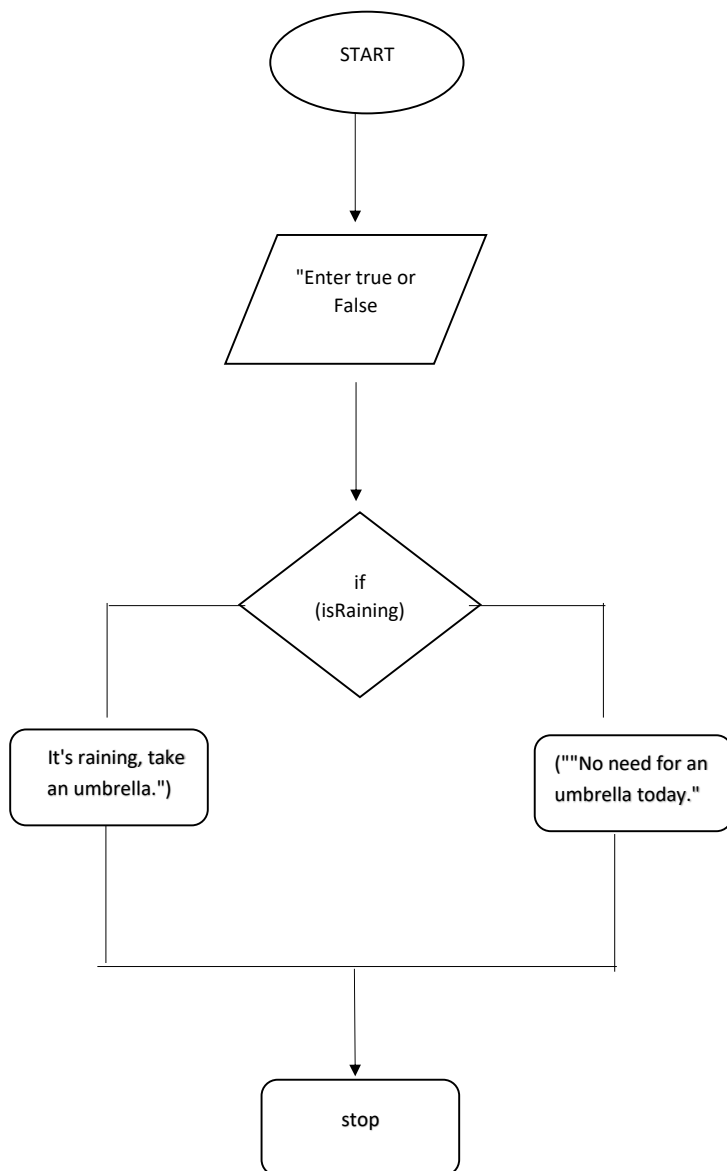 START
"Enter true or
False
if
(isRaining)
It's raining, take
an umbrella.")
(""No need for an
umbrella today."
stop